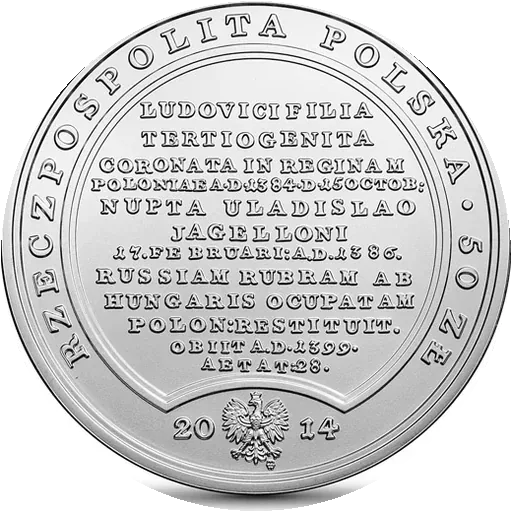 RZECZPOSPOLITA POLSKA · 50 ZŁ
LUDOVICI FILIA
TERTIOGENITA
CORONATA IN REGINAM
POLONIAE A.D. 1384. D. 15 OCTOB:
NUPTA ULADISLAO
JAGELLONI
17. FEBRUARI: A.D. 1386.
RUSSIAM RUBRAM AB
HUNGARIS OCUPATAM
POLON: RESTITUIT.
OBIIT A.D. 1399.
AETAT: 28.
20 14